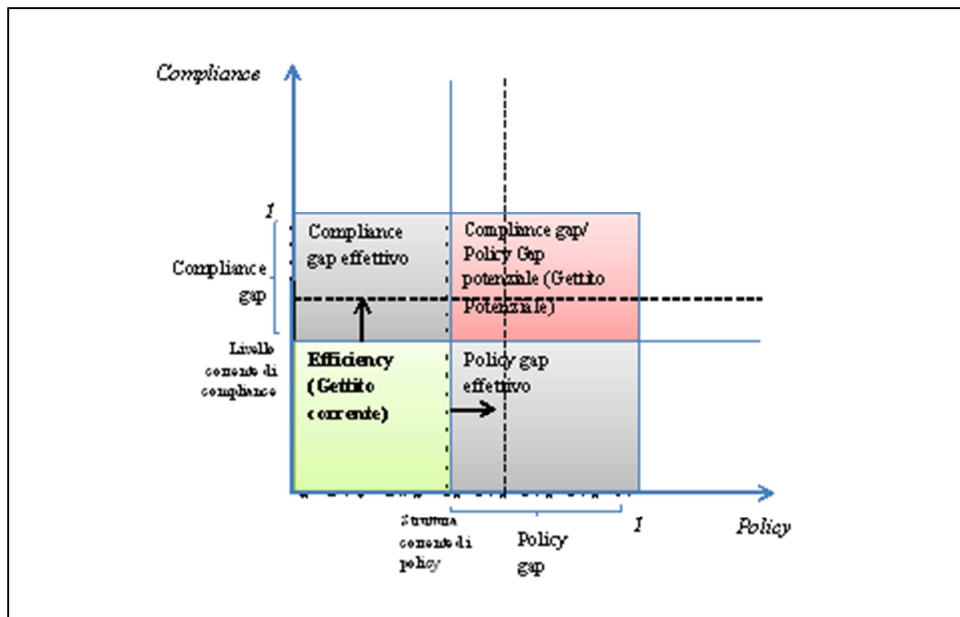 Compliance
1
Compliance
gap effettivo
Compliance gap/
Policy Gap
potenziale (Gettito
Potenziale)
Compliance
gap
Livello
corrente di
compliance
Efficiency
(Gettito
corrente)
Policy gap
effettivo
Struttura
corrente di
policy
Policy
gap
1
Policy